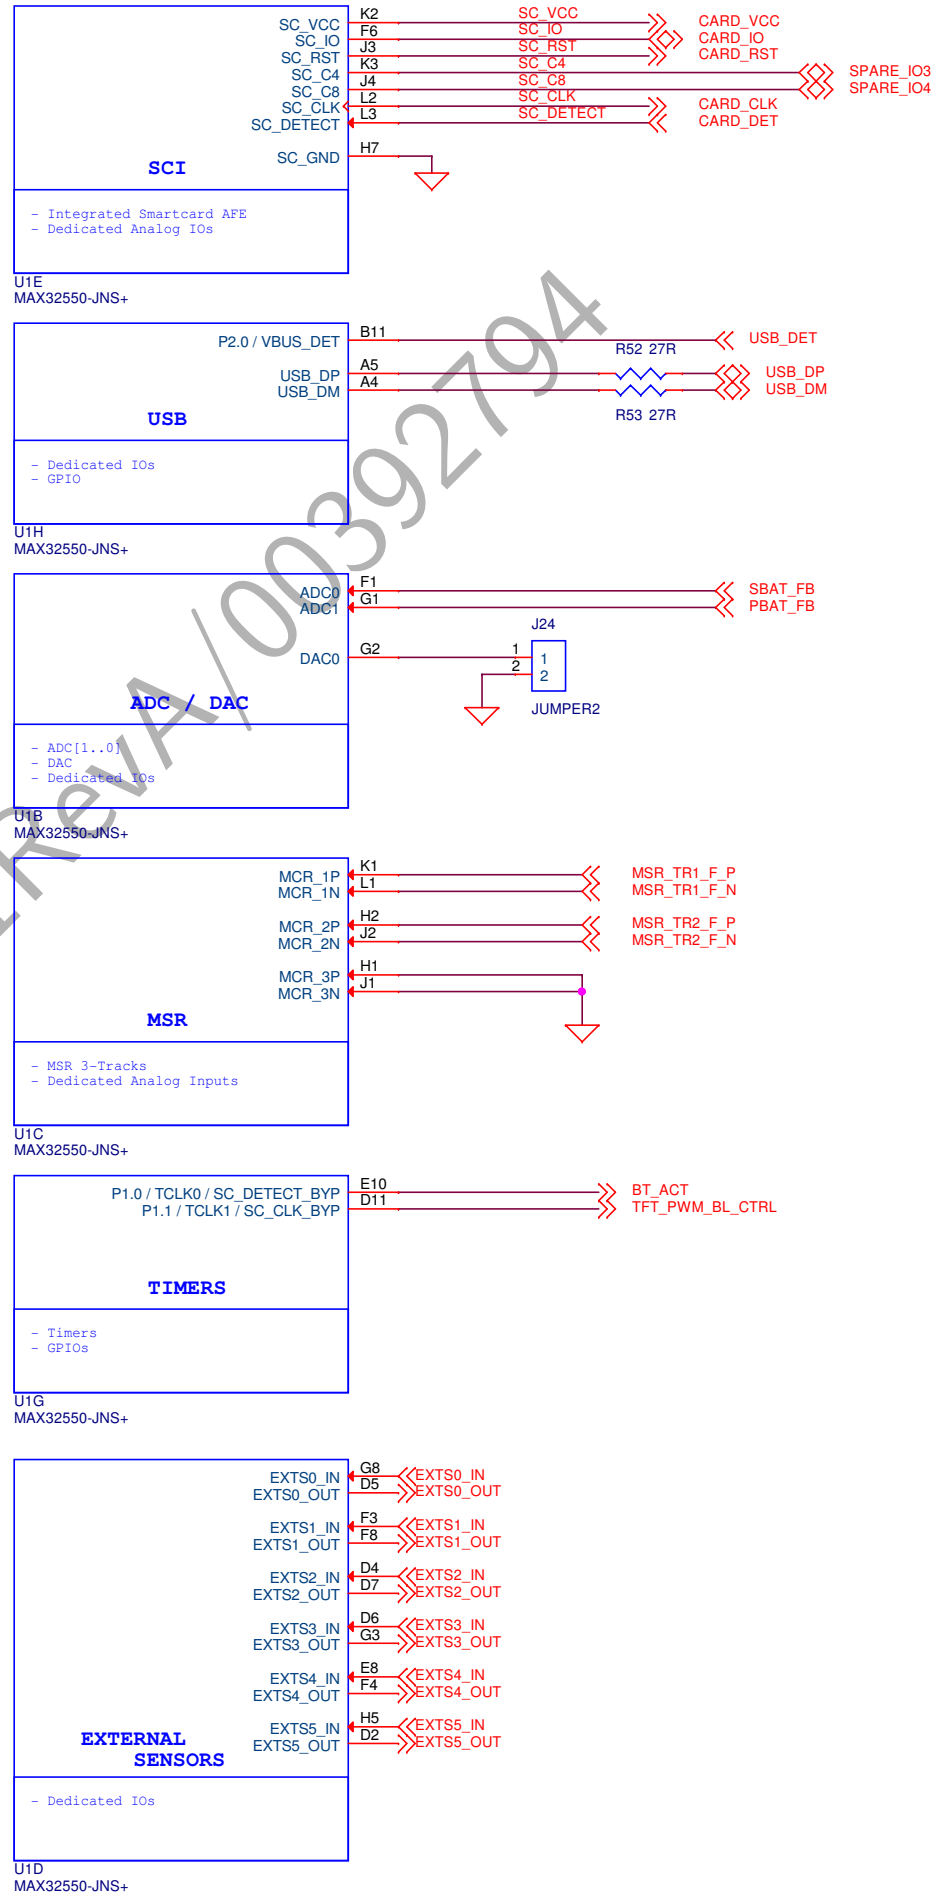 SC_VCC K2 SC_VCC CARD_VCC
SC_IO F6 SC_IO CARD_IO
SC_RST J3 SC_RST CARD_RST
SC_C4 K3 SC_C4 SPARE_IO3
SC_C8 J4 SC_C8 SPARE_IO4
SC_CLK L2 SC_CLK CARD_CLK
SC_DETECT L3 SC_DETECT CARD_DET
SC_GND H7
SCI
- Integrated Smartcard AFE
- Dedicated Analog IOs
U1E
MAX32550-JNS+
P2.0 / VBUS_DET B11 USB_DET
R52 27R
USB_DP A5 USB_DP
USB_DM A4 USB_DM
R53 27R
USB
- Dedicated IOs
- GPIO
U1H
MAX32550-JNS+
ADC0 F1 SBAT_FB
ADC1 G1 PBAT_FB
J24
DAC0 G2 1 1
2 2
JUMPER2
ADC / DAC
- ADC[1..0]
- DAC
- Dedicated IOs
U1B
MAX32550-JNS+
MCR_1P K1 MSR_TR1_F_P
MCR_1N L1 MSR_TR1_F_N
MCR_2P H2 MSR_TR2_F_P
MCR_2N J2 MSR_TR2_F_N
MCR_3P H1
MCR_3N J1
MSR
- MSR 3-Tracks
- Dedicated Analog Inputs
U1C
MAX32550-JNS+
P1.0 / TCLK0 / SC_DETECT_BYP E10 BT_ACT
P1.1 / TCLK1 / SC_CLK_BYP D11 TFT_PWM_BL_CTRL
TIMERS
- Timers
- GPIOs
U1G
MAX32550-JNS+
EXTS0_IN G8 EXTS0_IN
EXTS0_OUT D5 EXTS0_OUT
EXTS1_IN F3 EXTS1_IN
EXTS1_OUT F8 EXTS1_OUT
EXTS2_IN D4 EXTS2_IN
EXTS2_OUT D7 EXTS2_OUT
EXTS3_IN D6 EXTS3_IN
EXTS3_OUT G3 EXTS3_OUT
EXTS4_IN E8 EXTS4_IN
EXTS4_OUT F4 EXTS4_OUT
EXTS5_IN H5 EXTS5_IN
EXTS5_OUT D2 EXTS5_OUT
EXTERNAL
SENSORS
- Dedicated IOs
U1D
MAX32550-JNS+
RevA/00392794